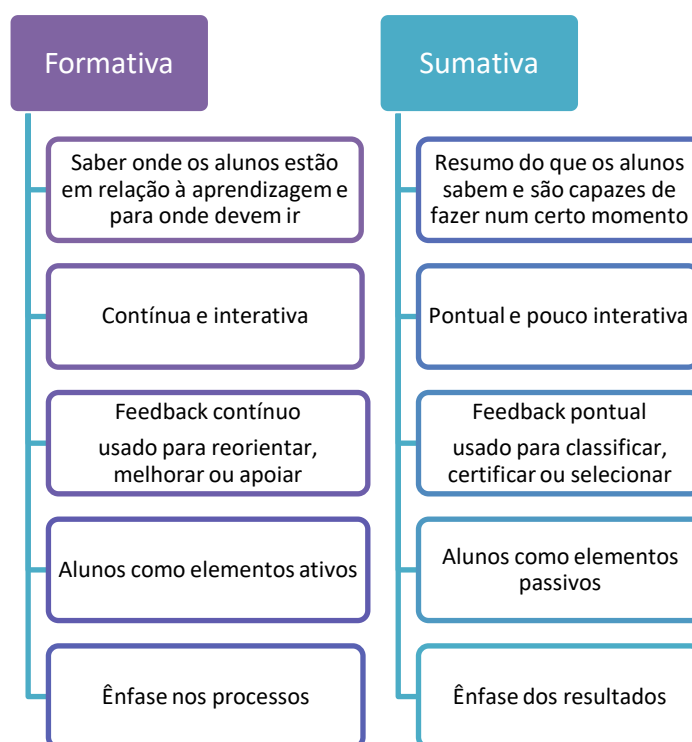 Formativa
Saber onde os alunos estão
em relação à aprendizagem e
para onde devem ir
Contínua e interativa
Feedback contínuo
usado para reorientar,
melhorar ou apoiar
Alunos como elementos ativos
Ênfase nos processos
Sumativa
Resumo do que os alunos
sabem e são capazes de
fazer num certo momento
Pontual e pouco interativa
Feedback pontual
usado para classificar,
certificar ou selecionar
Alunos como elementos
passivos
Ênfase dos resultados